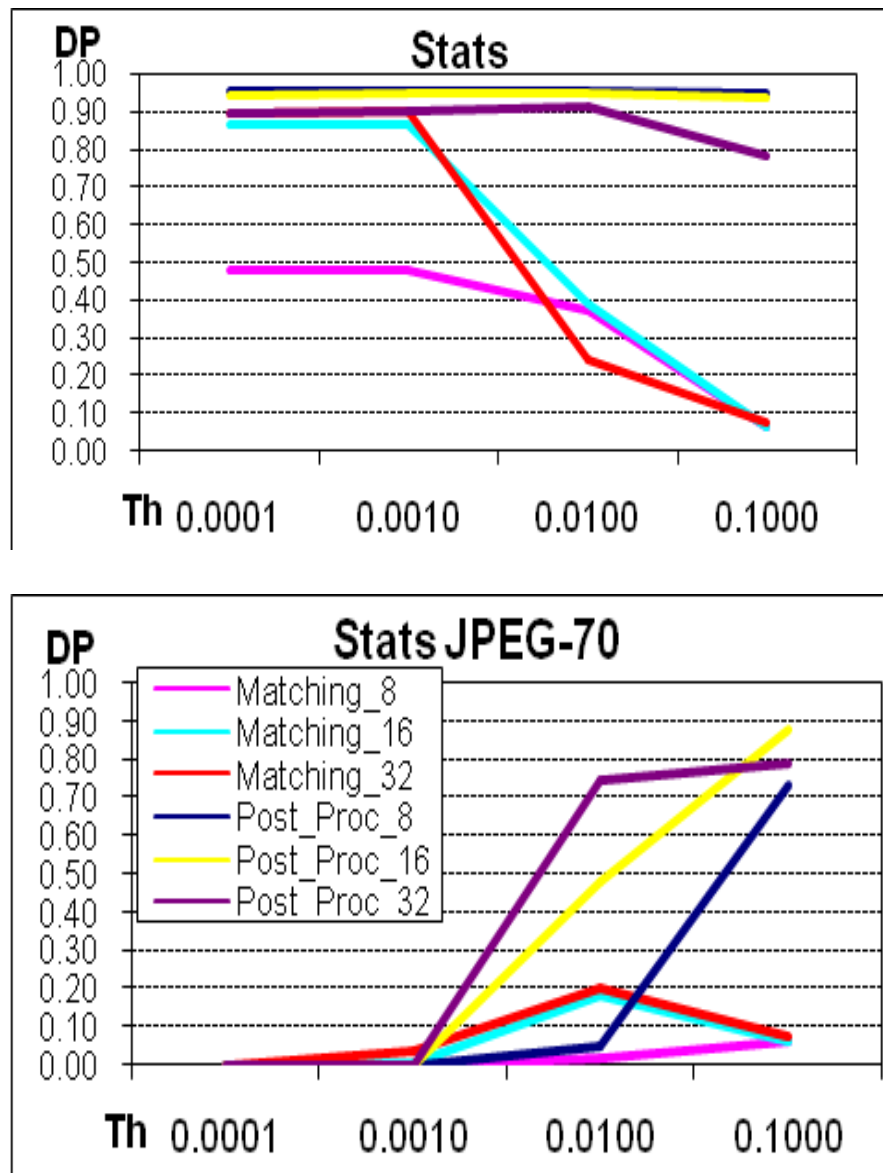 DP
Stats
1.00
0.90
0.80
0.70
0.60
0.50
0.40
0.30
0.20
0.10
0.00
Th 0.0001 0.0010 0.0100 0.1000
DP
Stats JPEG-70
1.00
0.90
0.80
0.70
0.60
0.50
0.40
0.30
0.20
0.10
0.00
Matching_8
Matching_16
Matching_32
Post_Proc_8
Post_Proc_16
Post_Proc_32
Th 0.0001 0.0010 0.0100 0.1000